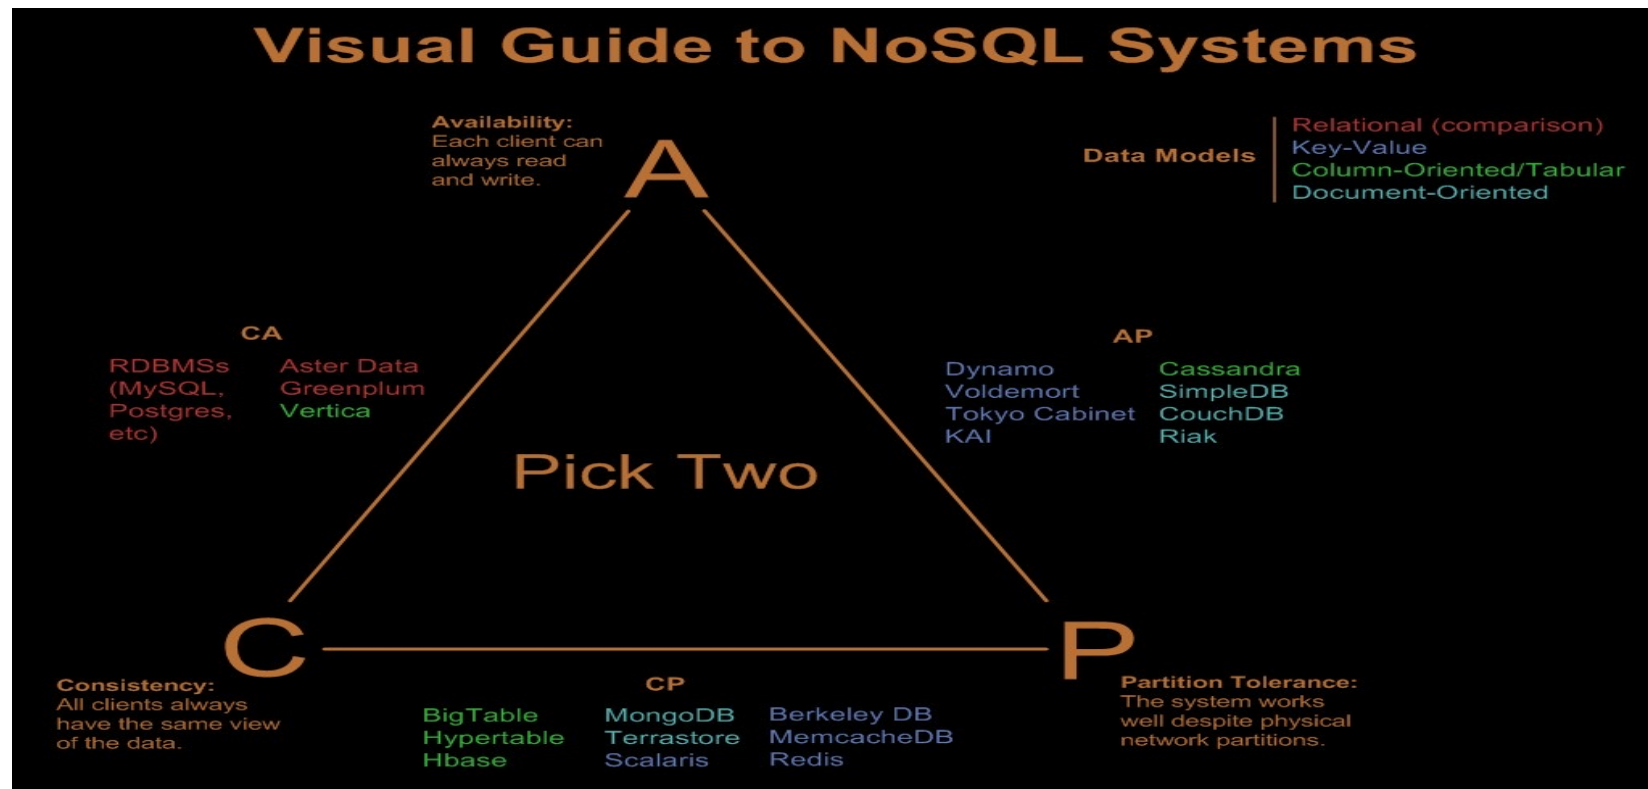 Visual Guide to NoSQL Systems
Availability:
Each client can
always read
and write.
A
Data Models
Relational (comparison)
Key-Value
Column-Oriented/Tabular
Document-Oriented
CA
RDBMSs
(MySQL,
Postgres,
etc)
Aster Data
Greenplum
Vertica
AP
Dynamo
Voldemort
Tokyo Cabinet
KAI
Cassandra
SimpleDB
CouchDB
Riak
Pick Two
C
Consistency:
All clients always
have the same view
of the data.
P
Partition Tolerance:
The system works
well despite physical
network partitions.
CP
BigTable
Hypertable
Hbase
MongoDB
Terrastore
Scalaris
Berkeley DB
MemcacheDB
Redis